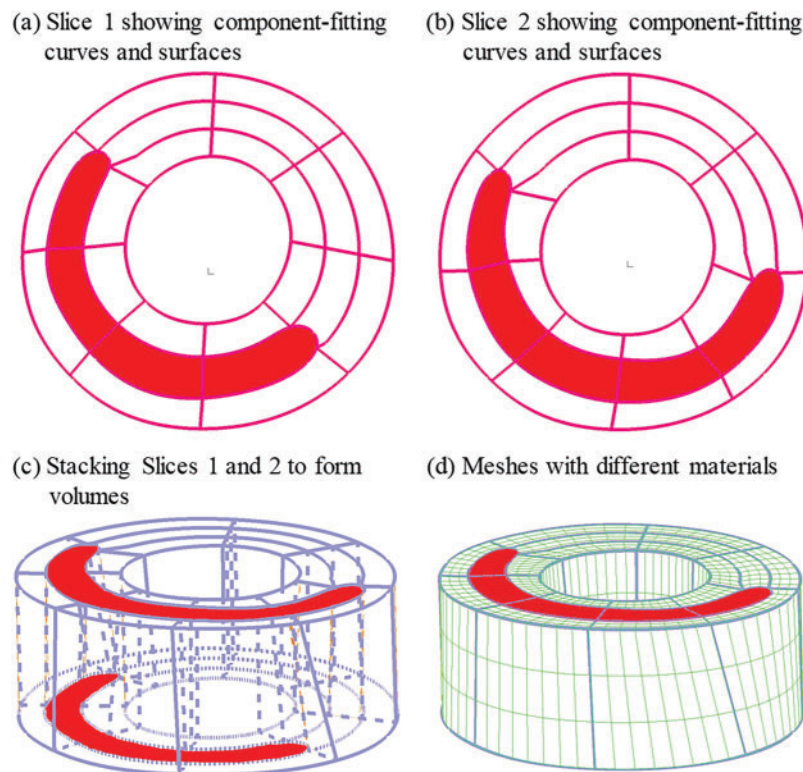 (a) Slice 1 showing component-fitting
curves and surfaces
(b) Slice 2 showing component-fitting
curves and surfaces
(c) Stacking Slices 1 and 2 to form
volumes
(d) Meshes with different materials